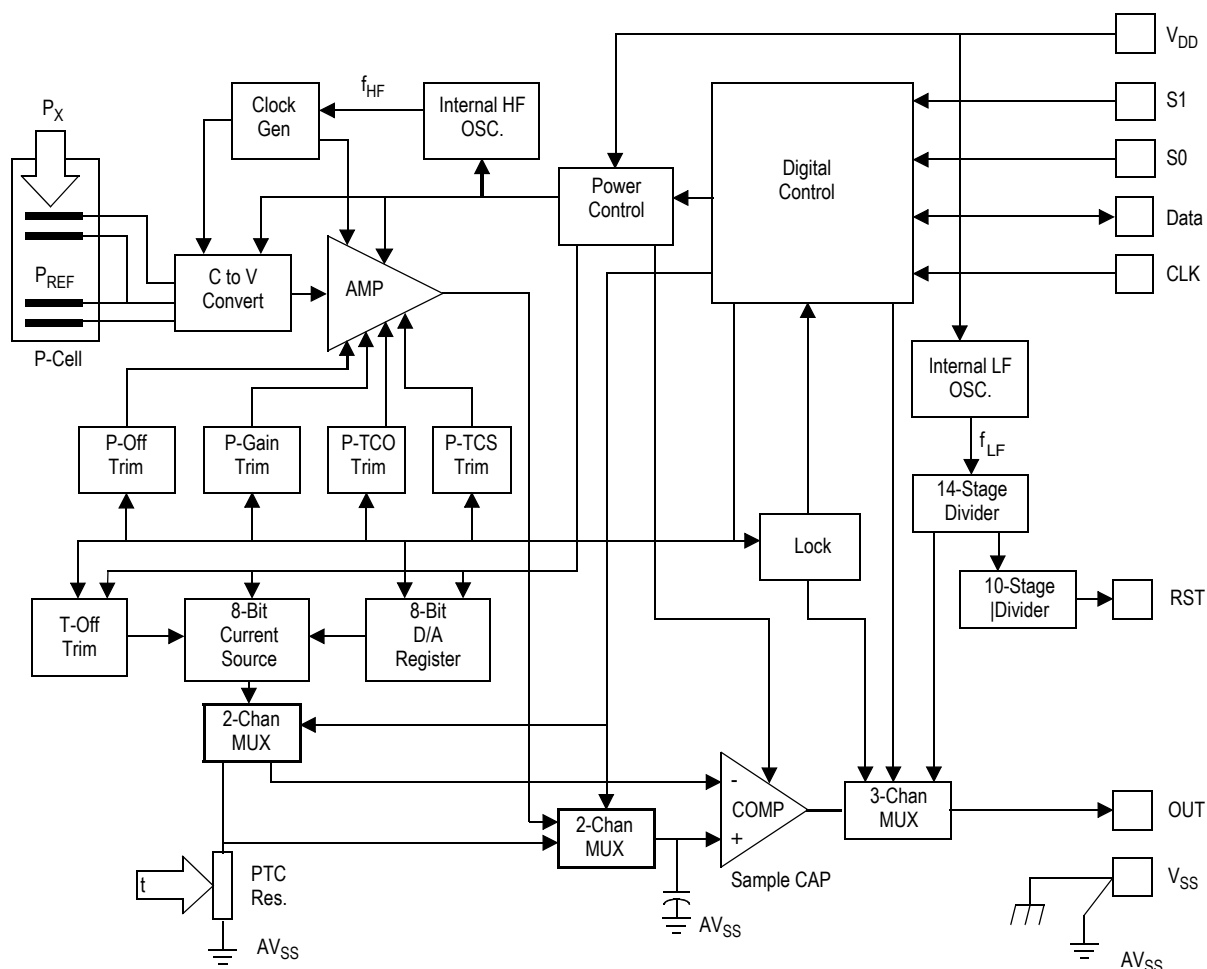 V_DD
f_HF
Clock
Gen
Internal HF
OSC.
S1
P_X
Digital
Control
S0
Power
Control
Data
P_REF
C to V
Convert
AMP
CLK
P-Cell
Internal LF
OSC.
P-Off
Trim
P-Gain
Trim
P-TCO
Trim
P-TCS
Trim
f_LF
14-Stage
Divider
Lock
10-Stage
|Divider
RST
T-Off
Trim
8-Bit
Current
Source
8-Bit
D/A
Register
2-Chan
MUX
-
COMP
+
3-Chan
MUX
OUT
2-Chan
MUX
Sample CAP
t
PTC
Res.
V_SS
AV_SS
AV_SS
AV_SS